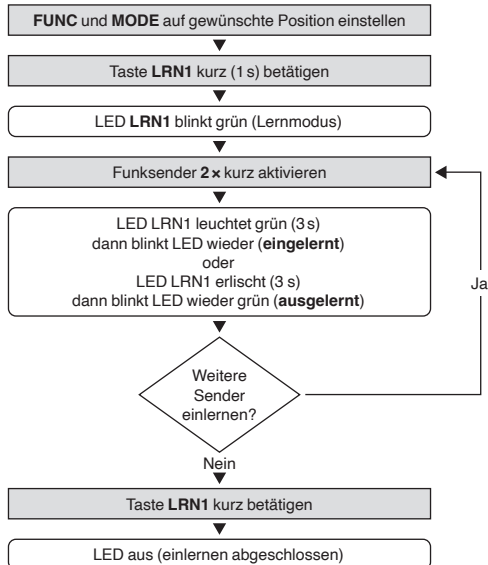 FUNC und MODE auf gewünschte Position einstellen
Taste LRN1 kurz (1 s) betätigen
LED LRN1 blinkt grün (Lernmodus)
Funksender 2 × kurz aktivieren
LED LRN1 leuchtet grün (3 s)
dann blinkt LED wieder (eingelernt)
oder
LED LRN1 erlischt (3 s)
dann blinkt LED wieder grün (ausgelernt)
Ja
Weitere
Sender
einlernen?
Nein
Taste LRN1 kurz betätigen
LED aus (einlernen abgeschlossen)